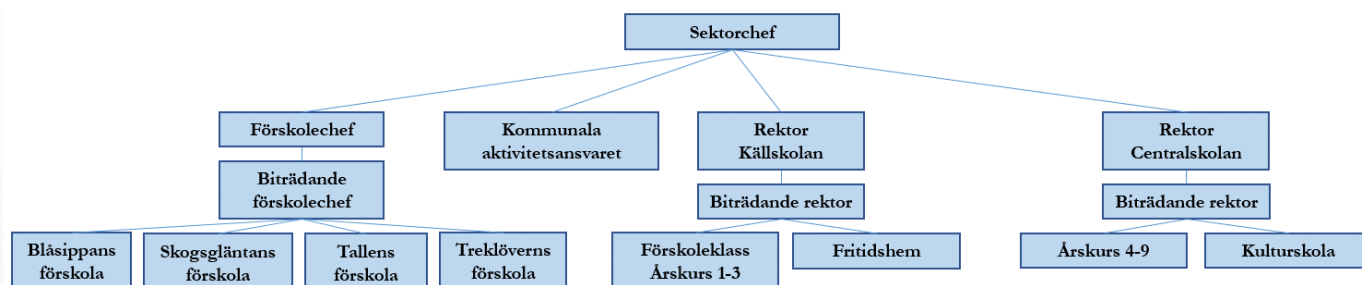 Sektorchef
Förskolechef
Kommunala
aktivitetsansvaret
Rektor
Källskolan
Rektor
Centralskolan
Biträdande
förskolechef
Biträdande rektor
Biträdande rektor
Blåsippans
förskola
Skogsgläntans
förskola
Tallens
förskola
Treklöverns
förskola
Förskoleklass
Årskurs 1-3
Fritidshem
Årskurs 4-9
Kulturskola